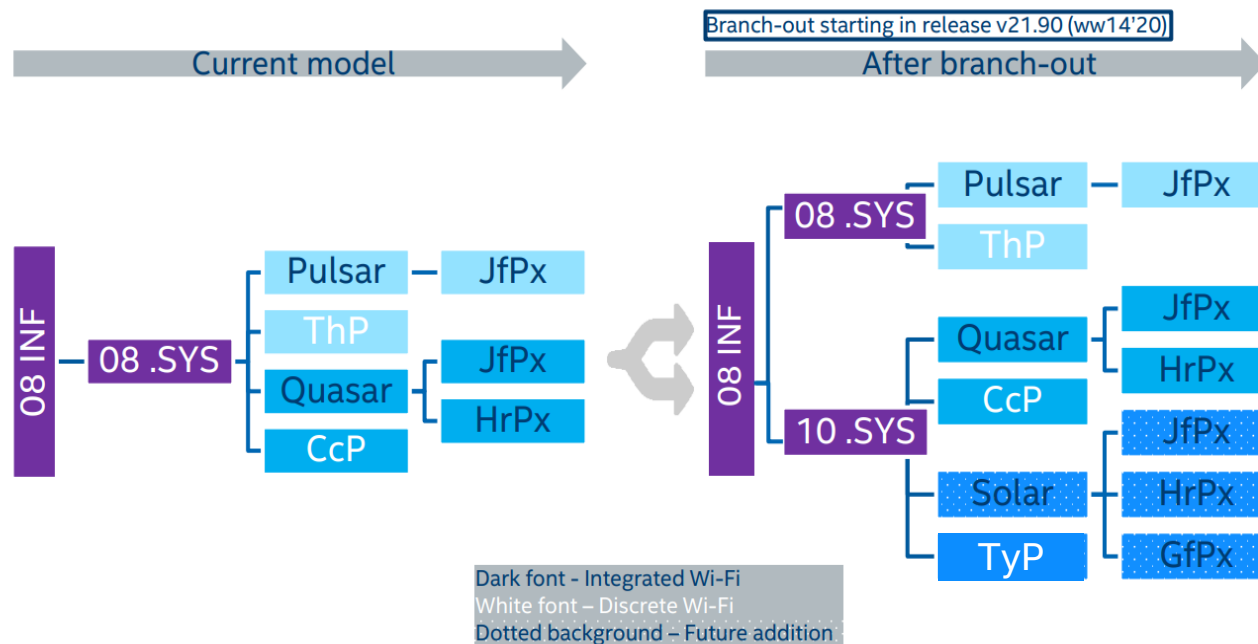 Branch-out starting in release v21.90 (ww14'20)
Current model
After branch-out
08 INF
08 .SYS
Pulsar
JfPx
ThP
Quasar
JfPx
HrPx
CcP
08 INF
08 .SYS
Pulsar
JfPx
ThP
10 .SYS
Quasar
JfPx
HrPx
CcP
Solar
JfPx
HrPx
GfPx
TyP
Dark font - Integrated Wi-Fi
White font – Discrete Wi-Fi
Dotted background – Future addition